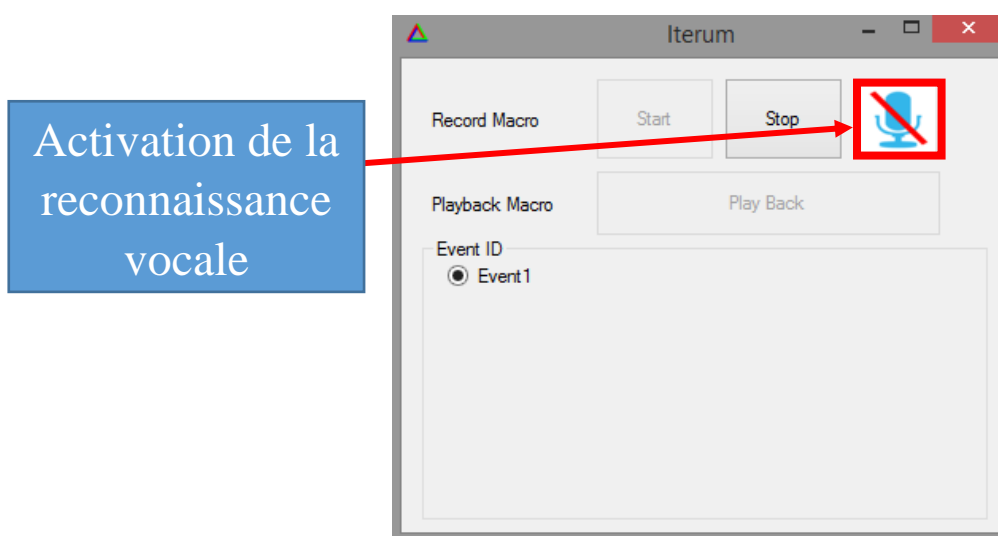 Iterum
Activation de la
reconnaissance
vocale
Record Macro
Start
Stop
Playback Macro
Play Back
Event ID
Event1